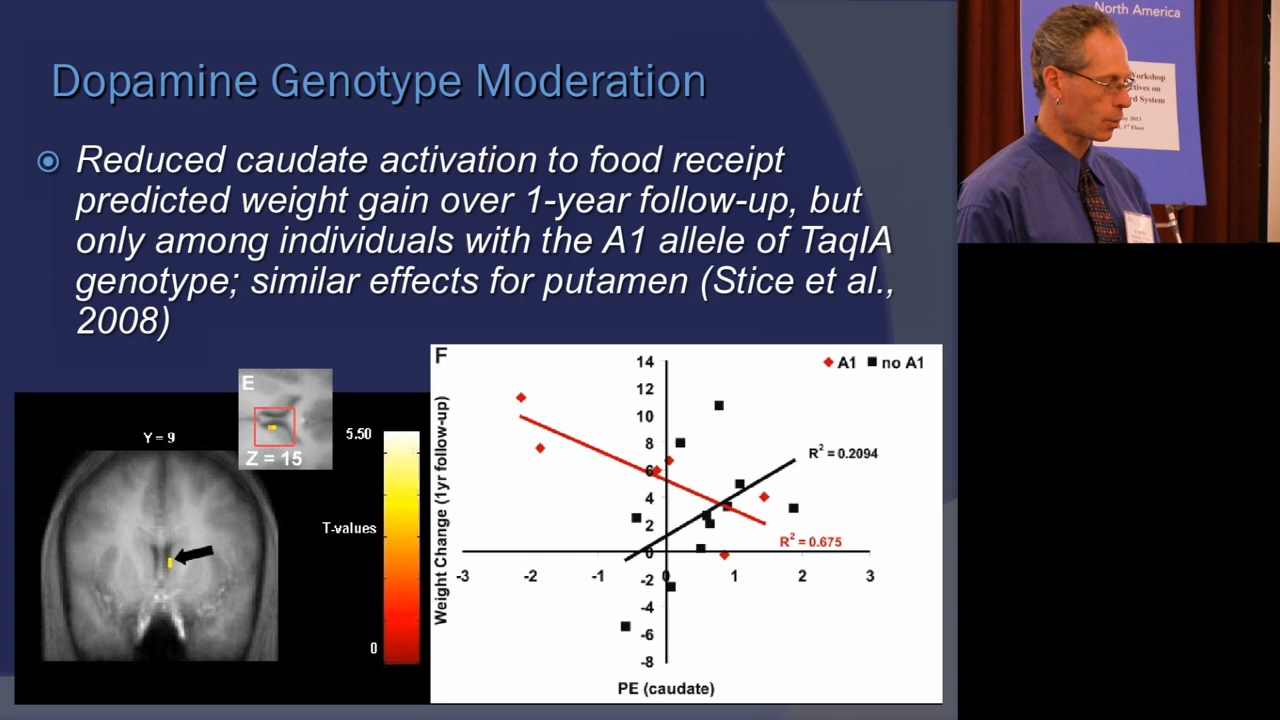 Dopamine Genotype Moderation
Reduced caudate activation to food receipt
predicted weight gain over 1-year follow-up, but
only among individuals with the A1 allele of TaqIA
genotype; similar effects for putamen (Stice et al.,
2008)
North America
Workshop
System
2013
Floor
E
Z = 15
Y = 9
5.50
T-values
0
F
A1 no A1
Weight Change (1yr follow-up)
14
12
10
8
6
4
2
0
-2
-4
-6
-8
-3 -2 -1 0 1 2 3
R² = 0.2094
R² = 0.675
PE (caudate)